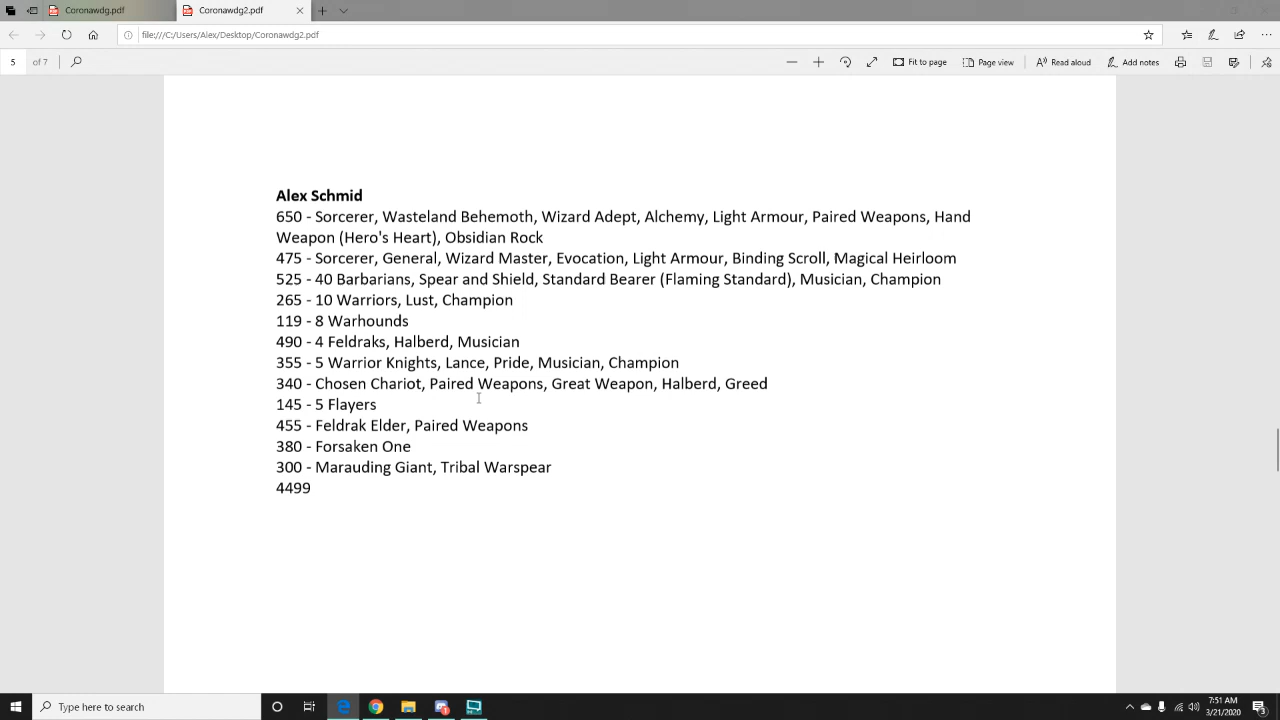 Coronawdg.pdf
Coronawdg2.pdf
file:///C:/Users/Alex/Desktop/Coronawdg2.pdf
5 of 7 Fit to page Page view Read aloud Add notes
Alex Schmid
650 - Sorcerer, Wasteland Behemoth, Wizard Adept, Alchemy, Light Armour, Paired Weapons, Hand
Weapon (Hero's Heart), Obsidian Rock
475 - Sorcerer, General, Wizard Master, Evocation, Light Armour, Binding Scroll, Magical Heirloom
525 - 40 Barbarians, Spear and Shield, Standard Bearer (Flaming Standard), Musician, Champion
265 - 10 Warriors, Lust, Champion
119 - 8 Warhounds
490 - 4 Feldraks, Halberd, Musician
355 - 5 Warrior Knights, Lance, Pride, Musician, Champion
340 - Chosen Chariot, Paired Weapons, Great Weapon, Halberd, Greed
145 - 5 Flayers
455 - Feldrak Elder, Paired Weapons
380 - Forsaken One
300 - Marauding Giant, Tribal Warspear
4499
Type here to search
7:51 AM
3/21/2020